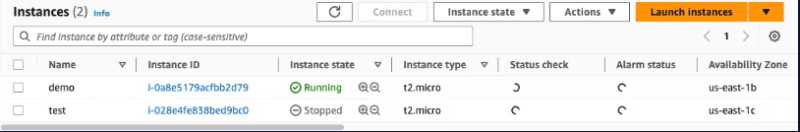 Instances (2) Info Connect Instance state Actions Launch instances
Find Instance by attribute or tag (case-sensitive) 1
Name Instance ID Instance state Instance type Status check Alarm status Availability Zone
demo i-0a8e5179acfbb2d79 Running t2.micro us-east-1b
test i-028e4fe838bed9bc0 Stopped t2.micro us-east-1c